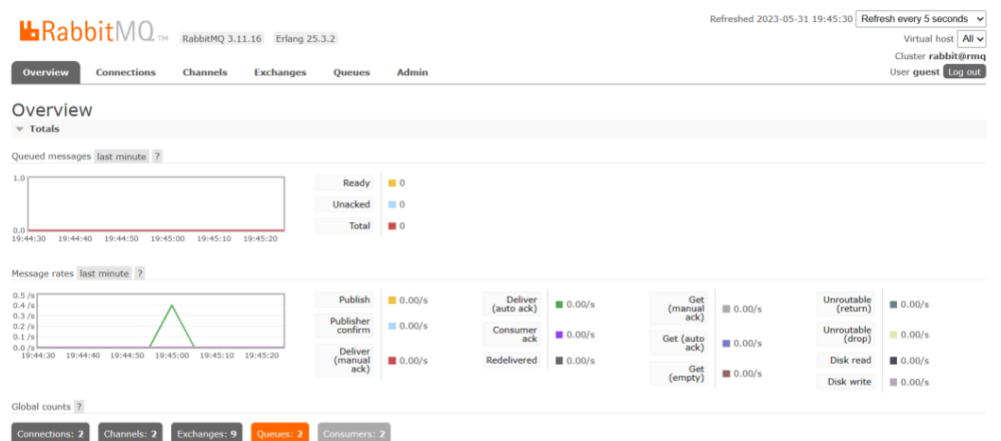 Refreshed 2023-05-31 19:45:30 Refresh every 5 seconds
RabbitMQ TM RabbitMQ 3.11.16 Erlang 25.3.2
Virtual host All
Cluster rabbit@rmq
User guest Log out
Overview Connections Channels Exchanges Queues Admin
Overview
Totals
Queued messages last minute ?
1.0
0.0
19:44:30 19:44:40 19:44:50 19:45:00 19:45:10 19:45:20
Ready 0
Unacked 0
Total 0
Message rates last minute ?
0.5 /s
0.4 /s
0.3 /s
0.2 /s
0.1 /s
0.0 /s
19:44:30 19:44:40 19:44:50 19:45:00 19:45:10 19:45:20
Publish 0.00/s
Publisher
confirm 0.00/s
Deliver
(manual
ack) 0.00/s
Deliver
(auto ack) 0.00/s
Consumer
ack 0.00/s
Redelivered 0.00/s
Get
(manual
ack) 0.00/s
Get (auto
ack) 0.00/s
Get
(empty) 0.00/s
Unroutable
(return) 0.00/s
Unroutable
(drop) 0.00/s
Disk read 0.00/s
Disk write 0.00/s
Global counts ?
Connections: 2 Channels: 2 Exchanges: 9 Queues: 2 Consumers: 2